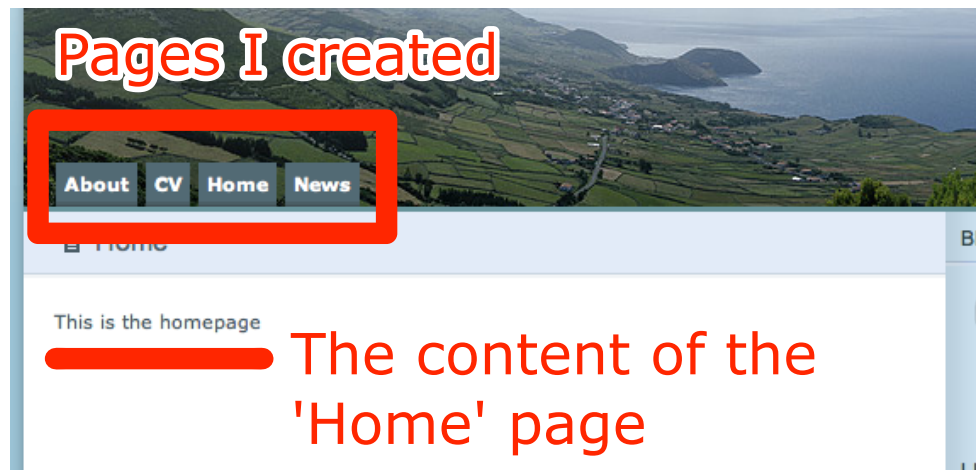 Pages I created
About CV Home News
Home
This is the homepage
The content of the
'Home' page